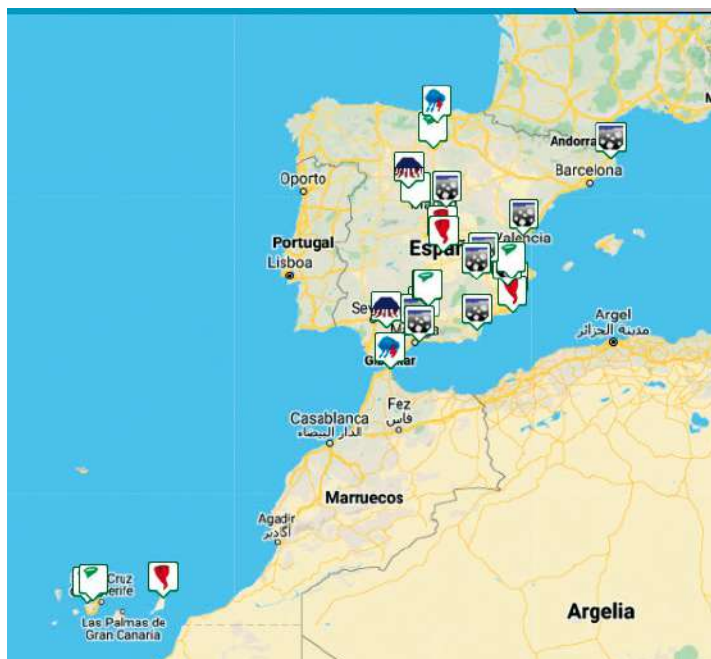 Andorra
Barcelona
Oporto
Portugal
Valencia
Lisboa
Argel
مدينة الجزائر
Fez
فاس
Casablanca
الدار البيضاء
Marruecos
Agadir
أكادير
Cruz
Las Palmas de
Gran Canaria
Argelia